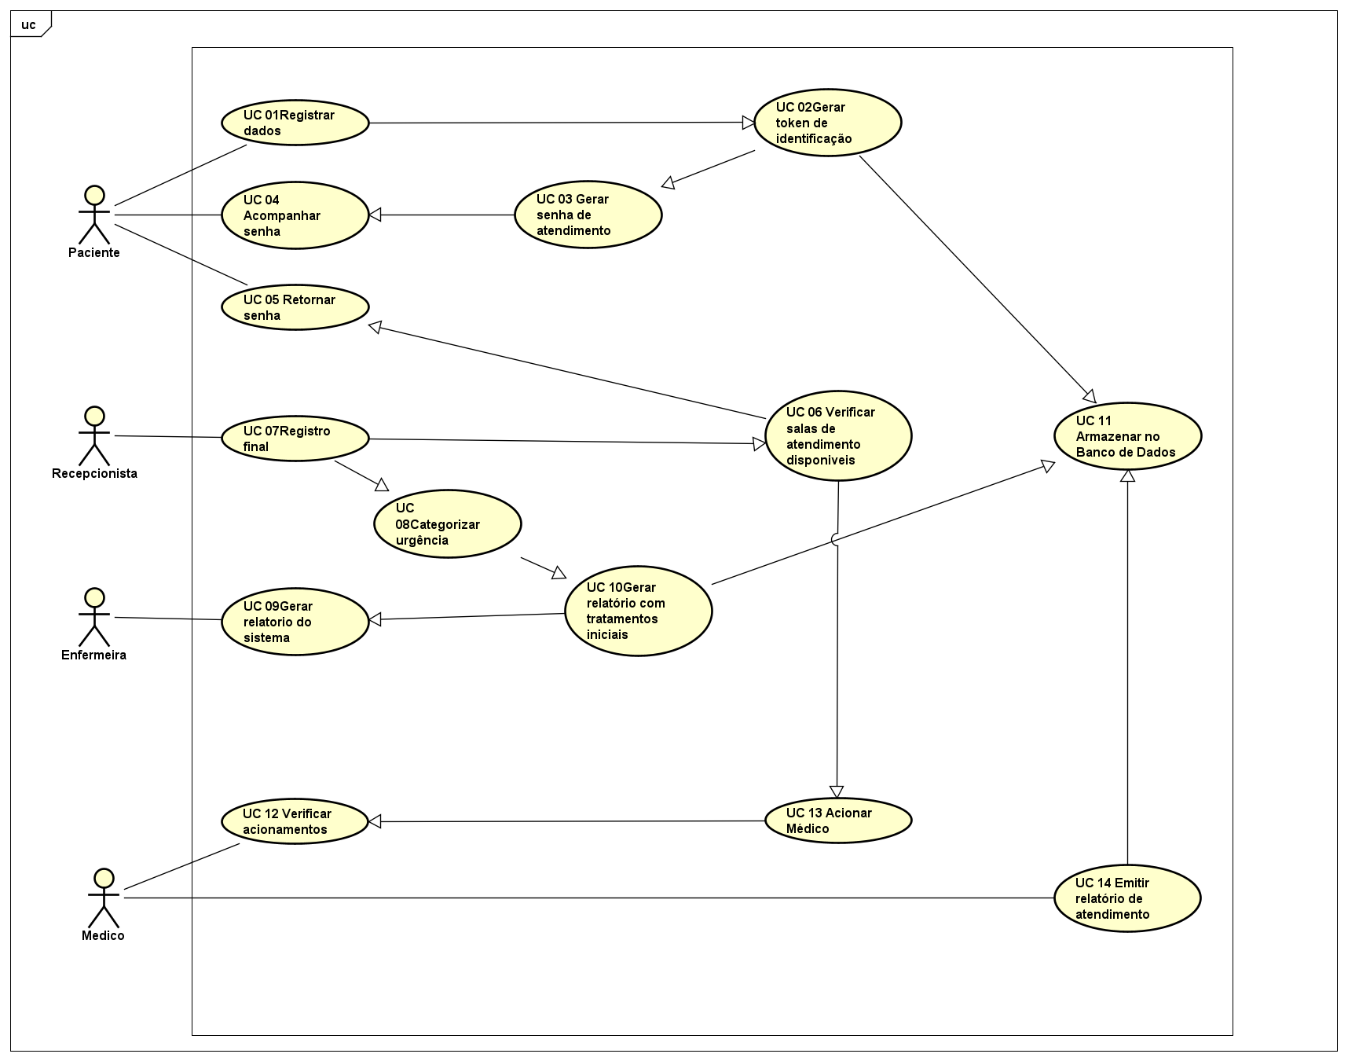 uc
UC 01Registrar
dados
UC 02Gerar
token de
identificação
UC 04
Acompanhar
senha
UC 03 Gerar
senha de
atendimento
Paciente
UC 05 Retornar
senha
UC 06 Verificar
salas de
atendimento
disponiveis
UC 11
Armazenar no
Banco de Dados
UC 07Registro
final
Recepcionista
UC
08Categorizar
urgência
UC 09Gerar
relatorio do
sistema
UC 10Gerar
relatório com
tratamentos
iniciais
Enfermeira
UC 12 Verificar
acionamentos
UC 13 Acionar
Médico
UC 14 Emitir
relatório de
atendimento
Medico